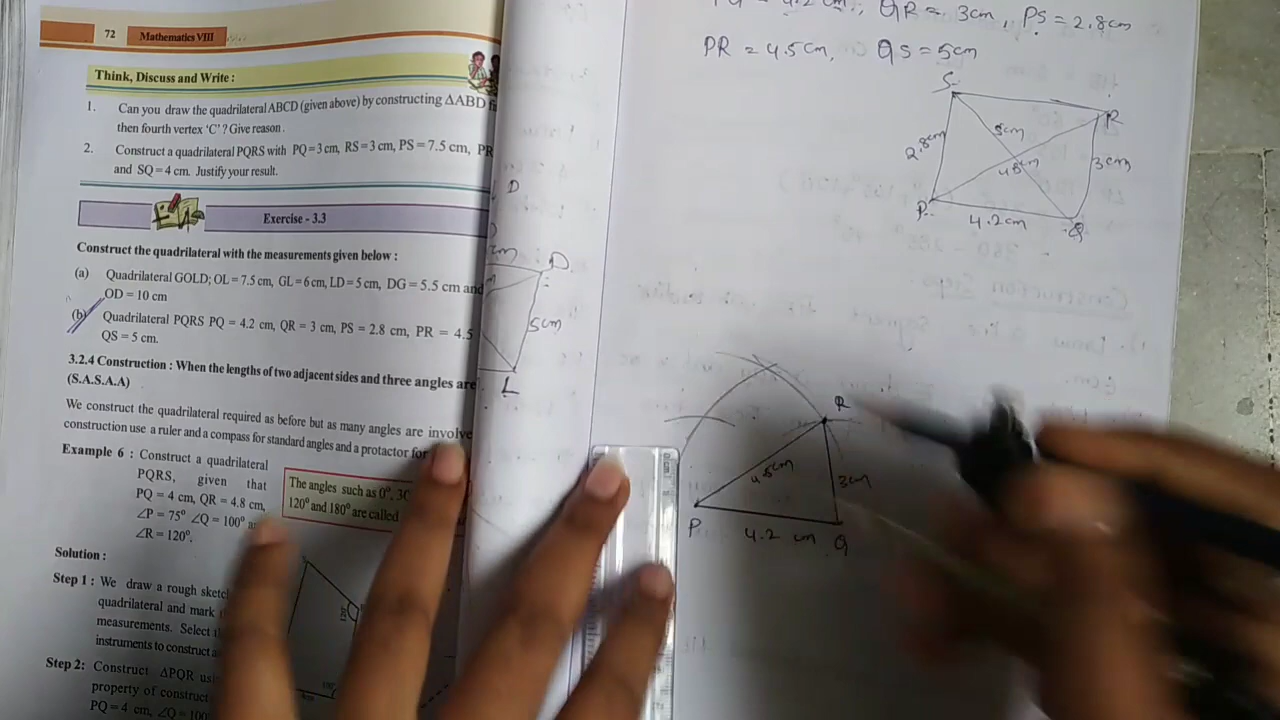 72 Mathematics VIII
Think, Discuss and Write :
1. Can you draw the quadrilateral ABCD (given above) by constructing ΔABD
then fourth vertex 'C' ? Give reason.
2. Construct a quadrilateral PQRS with PQ = 3 cm, RS = 3 cm, PS = 7.5 cm, PR
and SQ = 4 cm. Justify your result.
Exercise - 3.3
Construct the quadrilateral with the measurements given below :
(a) Quadrilateral GOLD; OL = 7.5 cm, GL = 6 cm, LD = 5 cm, DG = 5.5 cm and
OD = 10 cm
(b) Quadrilateral PQRS PQ = 4.2 cm, QR = 3 cm, PS = 2.8 cm, PR = 4.5
QS = 5 cm.
3.2.4 Construction : When the lengths of two adjacent sides and three angles are
(S.A.S.A.A)
We construct the quadrilateral required as before but as many angles are
construction use a ruler and a compass for standard angles and a protactor for
Example 6 : Construct a quadrilateral
PQRS, given that
PQ = 4 cm, QR = 4.8 cm,
∠P = 75° ∠Q = 100°
∠R = 120°.
The angles such as 0°,
120° and 180° are called
Solution :
Step 1 : We draw a rough
quadrilateral and mark
measurements. Select
instruments to construct
120°
100°
Step 2: Construct ΔPQR
property of construct
PQ = 4 cm, ∠Q = 100°
D
D
5cm
L
QR = 3cm, PS = 2.8cm
PR = 4.5cm, QS = 5cm
S
R
2.8cm
5cm
4.5cm
3cm
P
4.2cm
Q
R
4.5cm
3cm
P
4.2 cm
Q